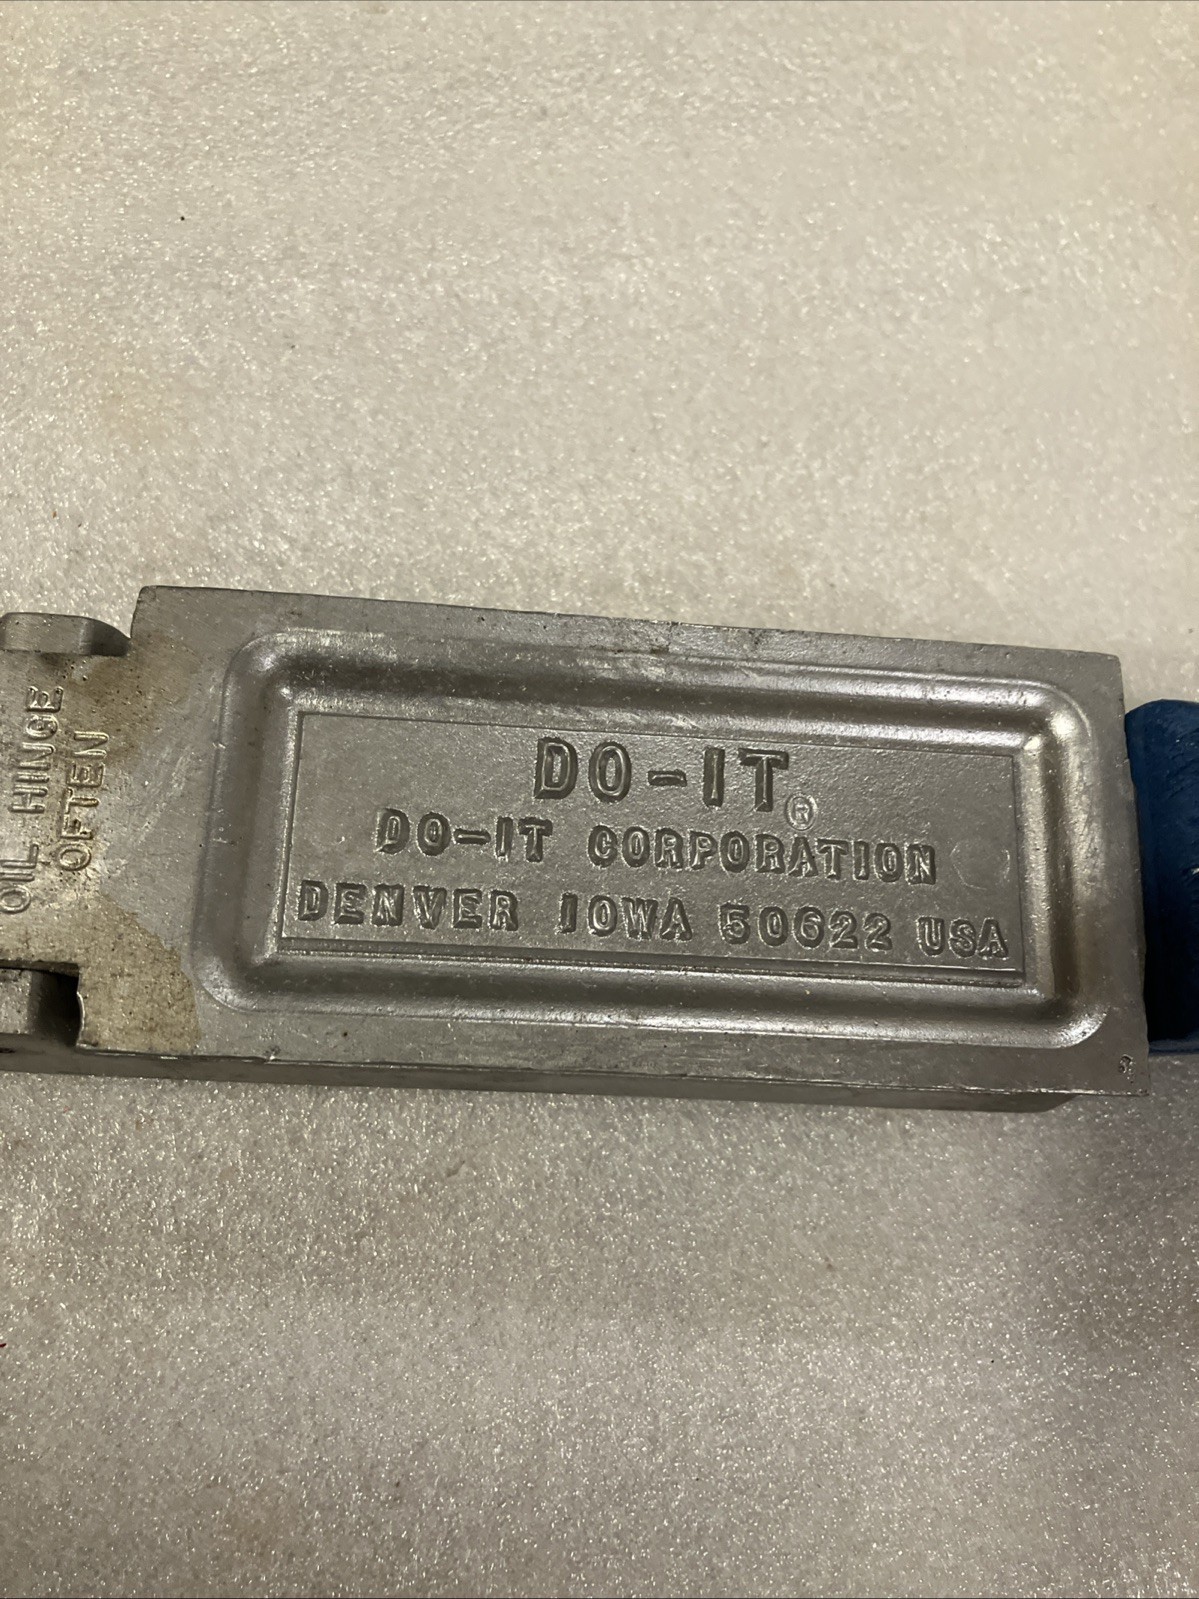 OIL HINGE
OFTEN
DO-IT®
DO-IT CORPORATION
DENVER IOWA 50622 USA